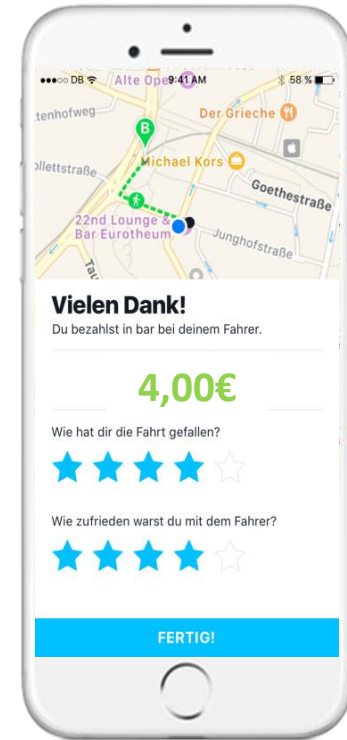 DB 9:41 AM 58 %
Alte Ope
tenhofweg
Der Grieche
B
ollettstraße
Michael Kors
Goethestraße
22nd Lounge &
Bar Eurotheum
Junghofstraße
Tau
Vielen Dank!
Du bezahlst in bar bei deinem Fahrer.
4,00€
Wie hat dir die Fahrt gefallen?
Wie zufrieden warst du mit dem Fahrer?
FERTIG!